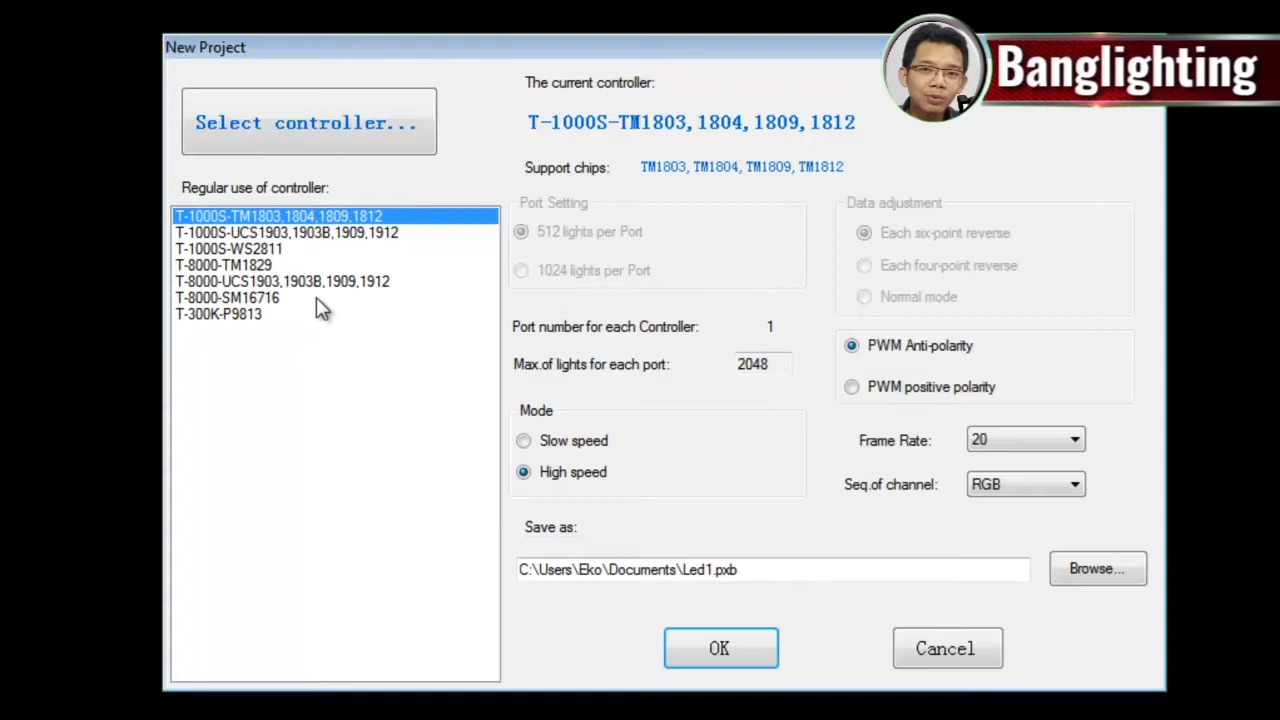 New Project
Banglighting
Select controller...
The current controller:
T-1000S-TM1803,1804,1809,1812
Support chips: TM1803, TM1804, TM1809, TM1812
Regular use of controller:
T-1000S-TM1803,1804,1809,1812
T-1000S-UCS1903,1903B,1909,1912
T-1000S-WS2811
T-8000-TM1829
T-8000-UCS1903,1903B,1909,1912
T-8000-SM16716
T-300K-P9813
Port Setting
512 lights per Port
1024 lights per Port
Data adjustment
Each six-point reverse
Each four-point reverse
Normal mode
Port number for each Controller: 1
Max.of lights for each port: 2048
PWM Anti-polarity
PWM positive polarity
Mode
Slow speed
High speed
Frame Rate: 20
Seq.of channel: RGB
Save as:
C:\Users\Eko\Documents\Led1.pxb
Browse...
OK
Cancel